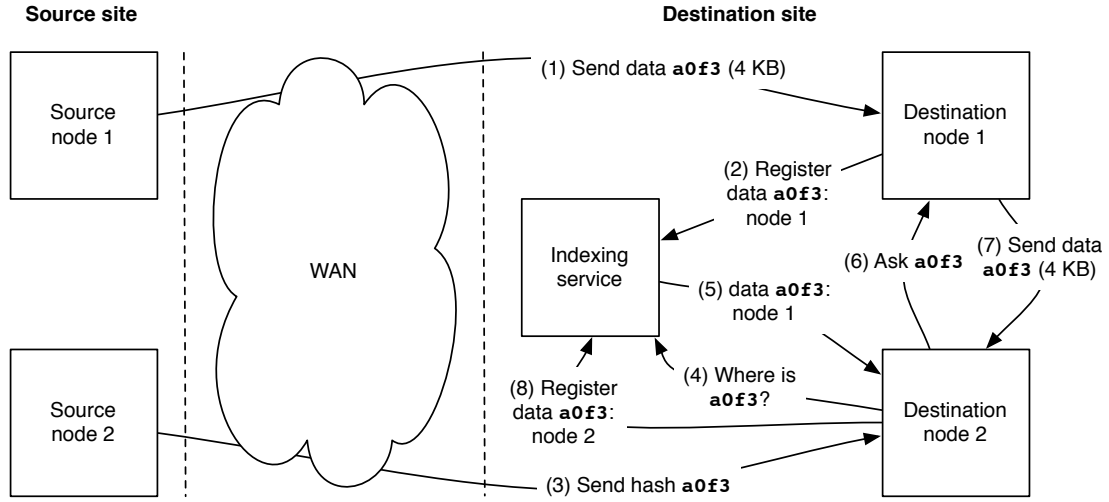 Source site
Destination site
Source
node 1
(1) Send data a0f3 (4 KB)
Destination
node 1
(2) Register
data a0f3:
node 1
WAN
Indexing
service
(6) Ask a0f3
(7) Send data
a0f3 (4 KB)
(5) data a0f3:
node 1
(4) Where is
a0f3?
(8) Register
data a0f3:
node 2
Source
node 2
Destination
node 2
(3) Send hash a0f3